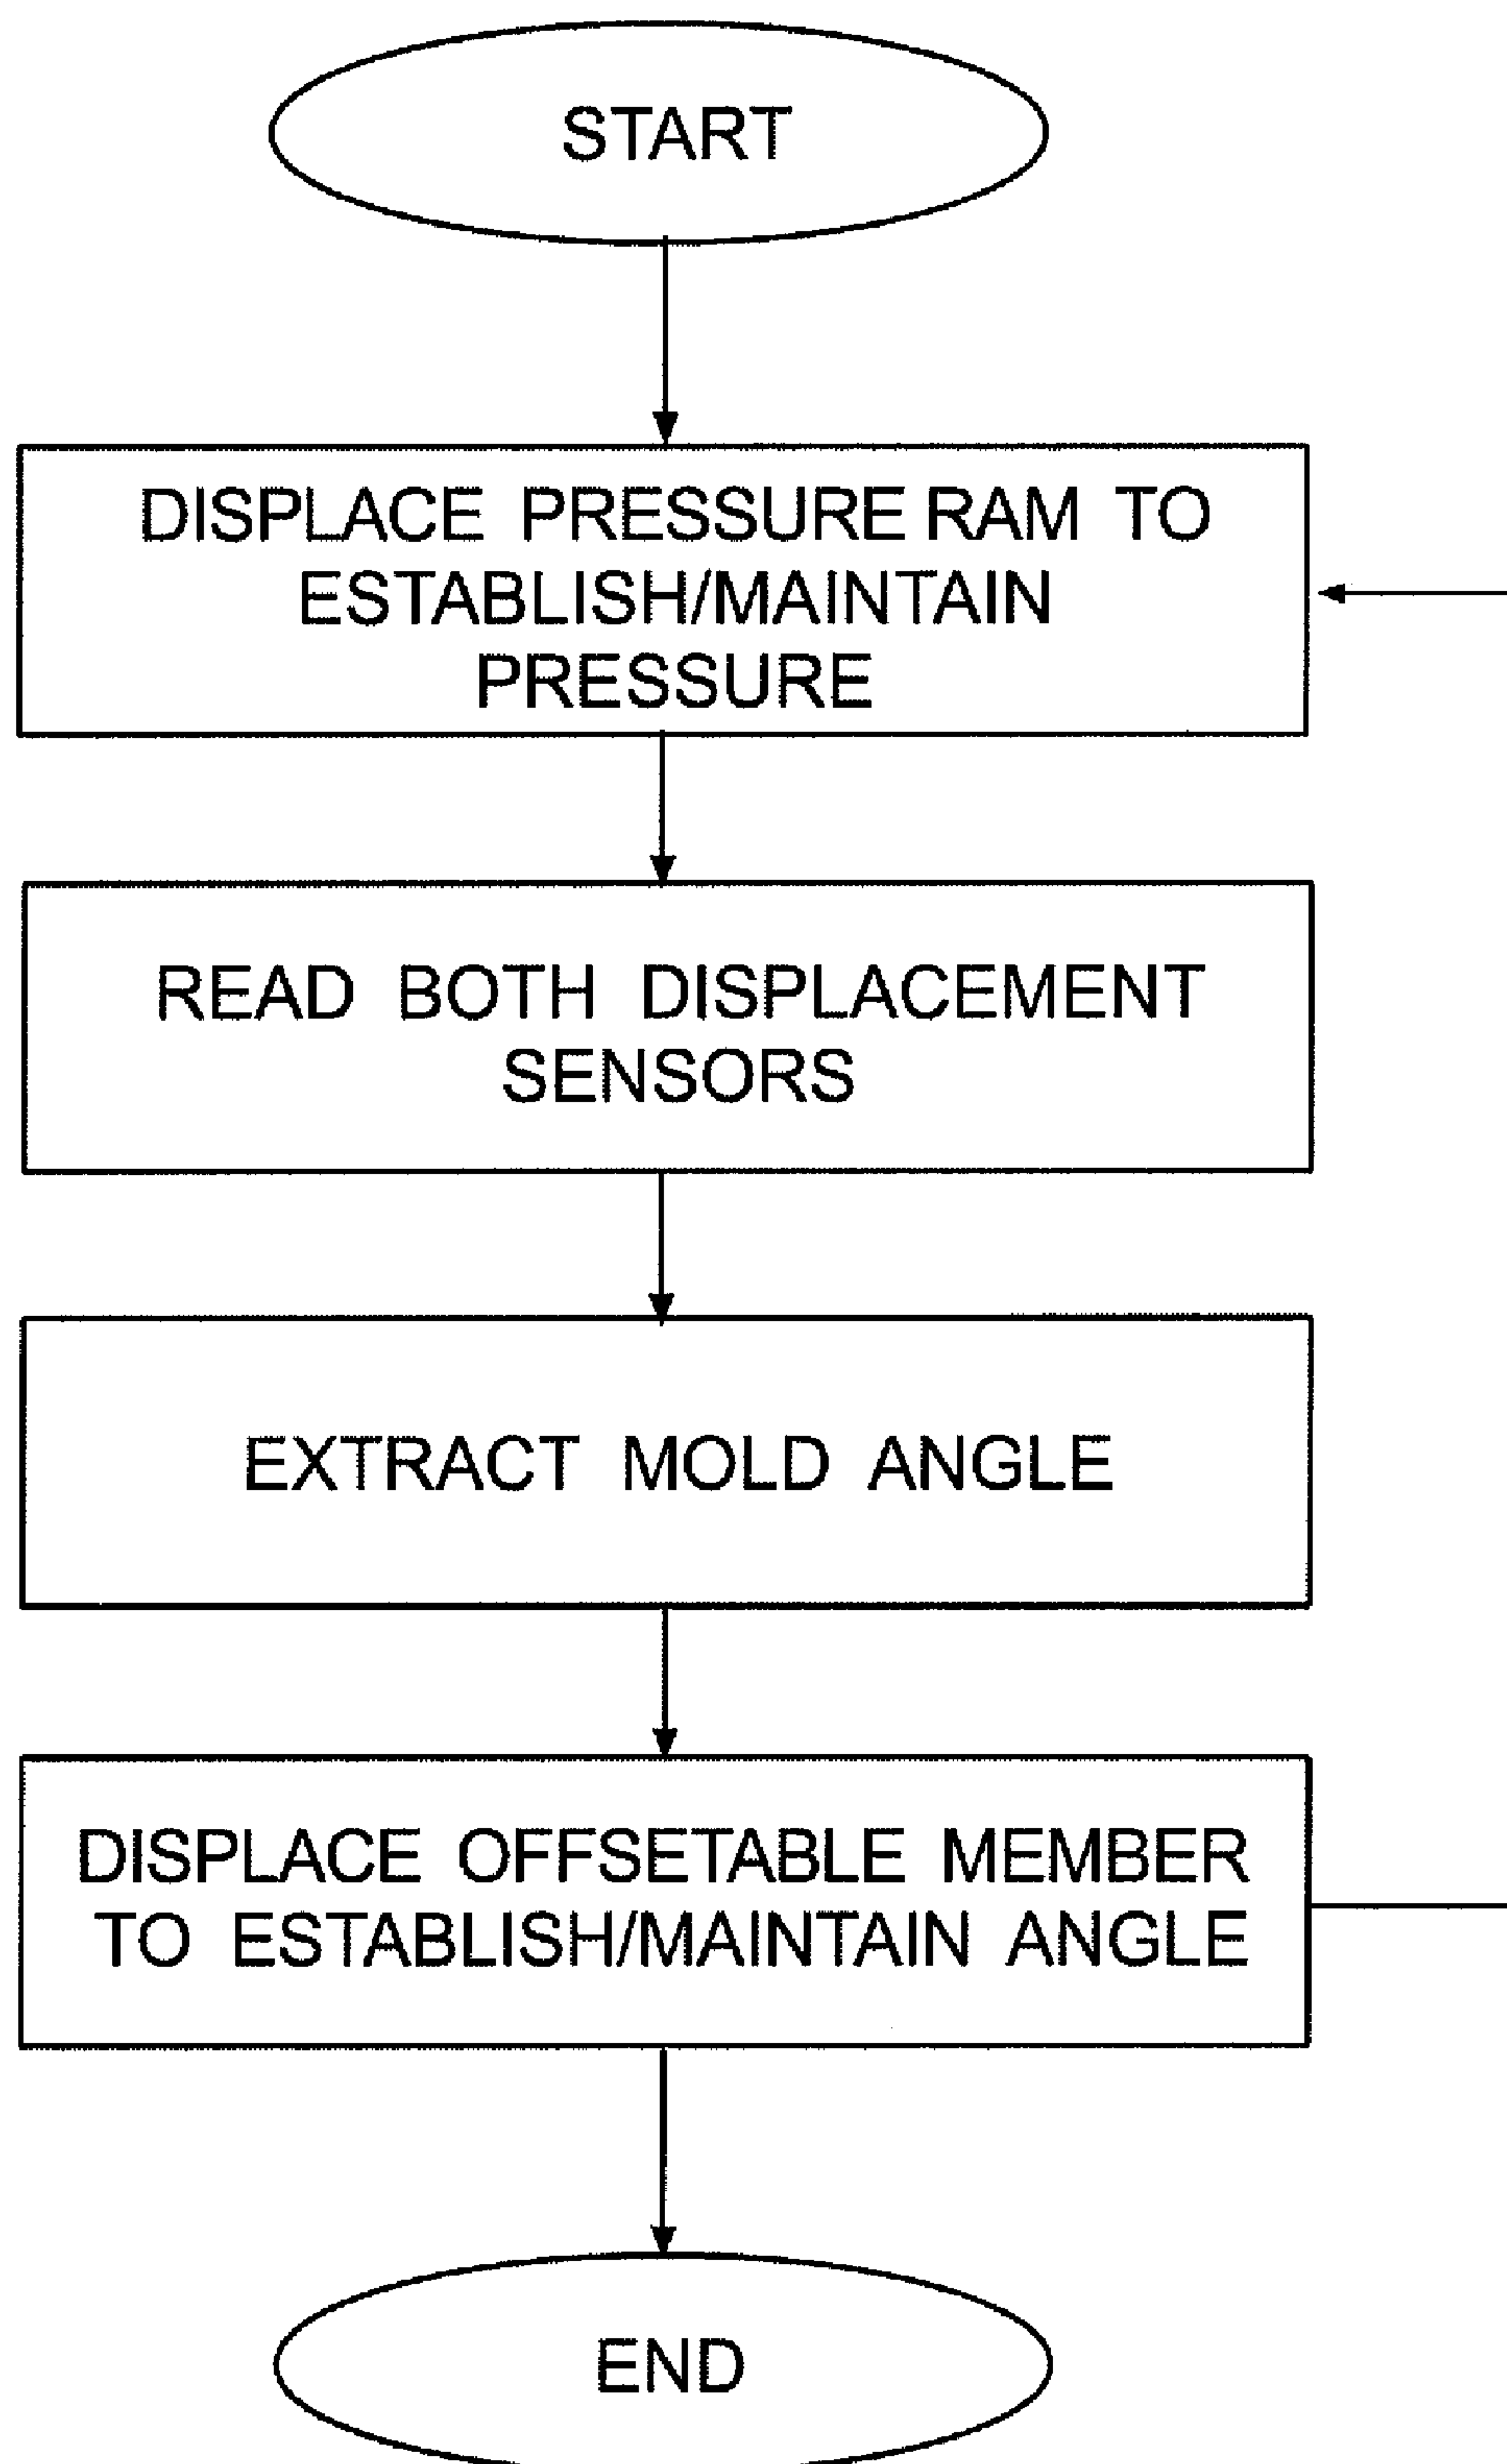 START
DISPLACE PRESSURE RAM TO
ESTABLISH/MAINTAIN
PRESSURE
READ BOTH DISPLACEMENT
SENSORS
EXTRACT MOLD ANGLE
DISPLACE OFFSETABLE MEMBER
TO ESTABLISH/MAINTAIN ANGLE
END